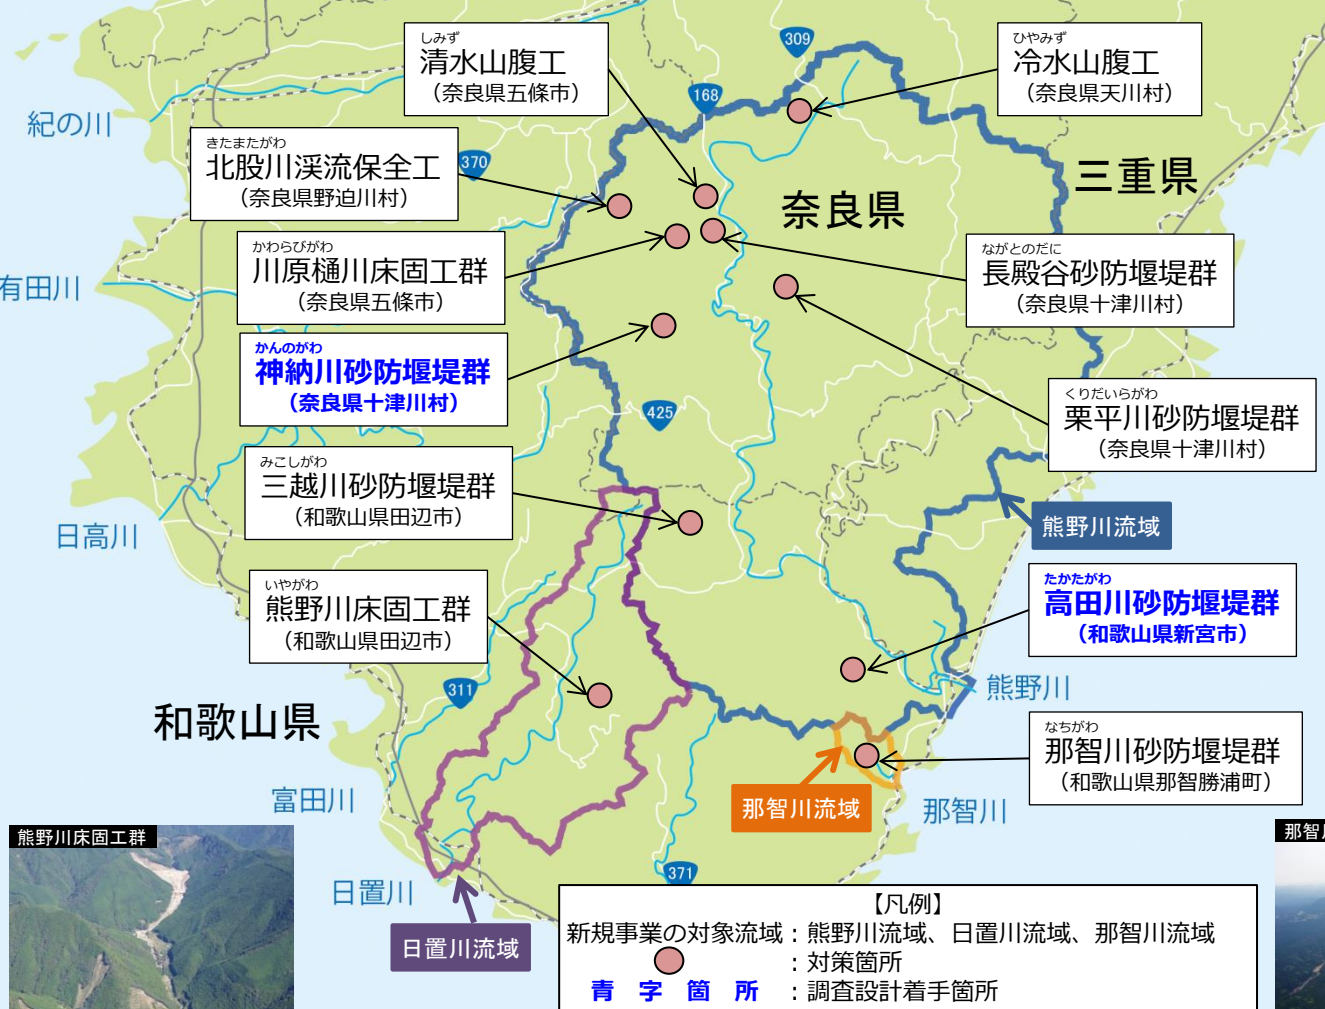 しみず
清水山腹工
（奈良県五條市）
309
ひやみず
冷水山腹工
（奈良県天川村）
168
紀の川
きたまたがわ
北股川渓流保全工
（奈良県野迫川村）
370
三重県
奈良県
かわらびがわ
川原樋川床固工群
（奈良県五條市）
ながとのだに
長殿谷砂防堰堤群
（奈良県十津川村）
有田川
かんのがわ
神納川砂防堰堤群
（奈良県十津川村）
くりだいらがわ
栗平川砂防堰堤群
（奈良県十津川村）
425
みこしがわ
三越川砂防堰堤群
（和歌山県田辺市）
日高川
熊野川流域
いやがわ
熊野川床固工群
（和歌山県田辺市）
たかたがわ
高田川砂防堰堤群
（和歌山県新宮市）
311
熊野川
和歌山県
なちがわ
那智川砂防堰堤群
（和歌山県那智勝浦町）
富田川
那智川流域
那智川
熊野川床固工群
那智
371
日置川
日置川流域
【凡例】
新規事業の対象流域：熊野川流域、日置川流域、那智川流域
：対策箇所
青字箇所：調査設計着手箇所